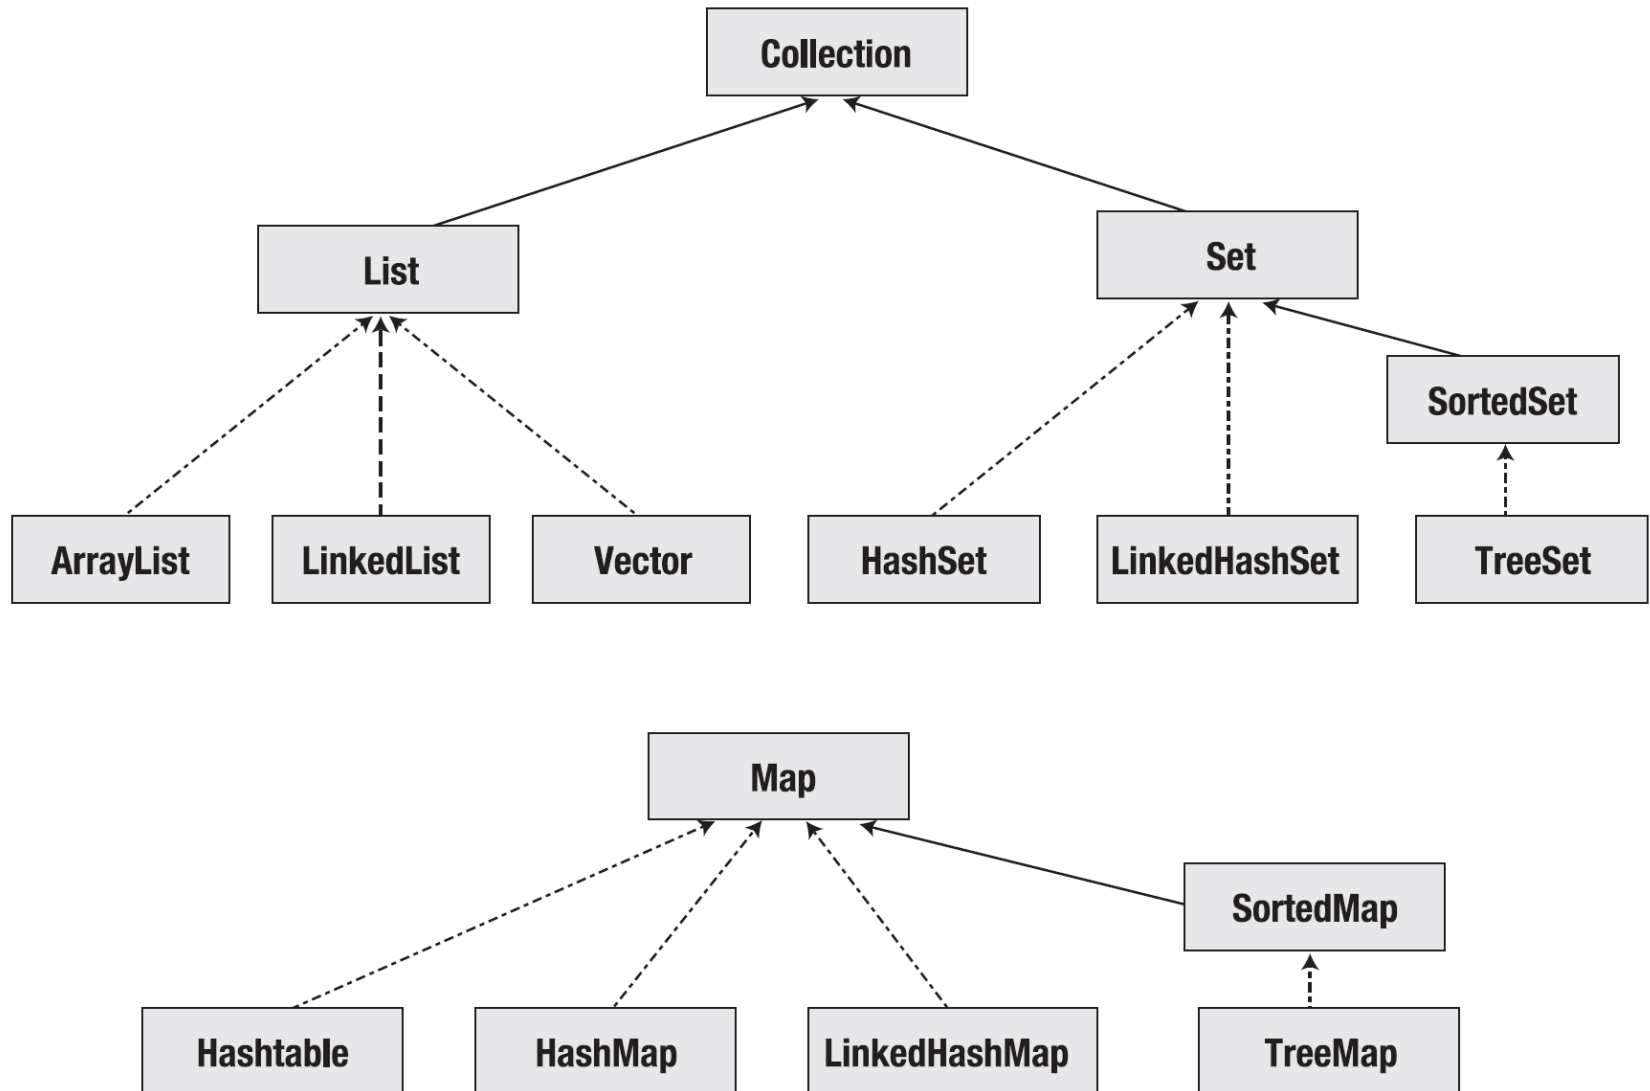 Collection
List
Set
SortedSet
ArrayList
LinkedList
Vector
HashSet
LinkedHashSet
TreeSet
Map
SortedMap
Hashtable
HashMap
LinkedHashMap
TreeMap